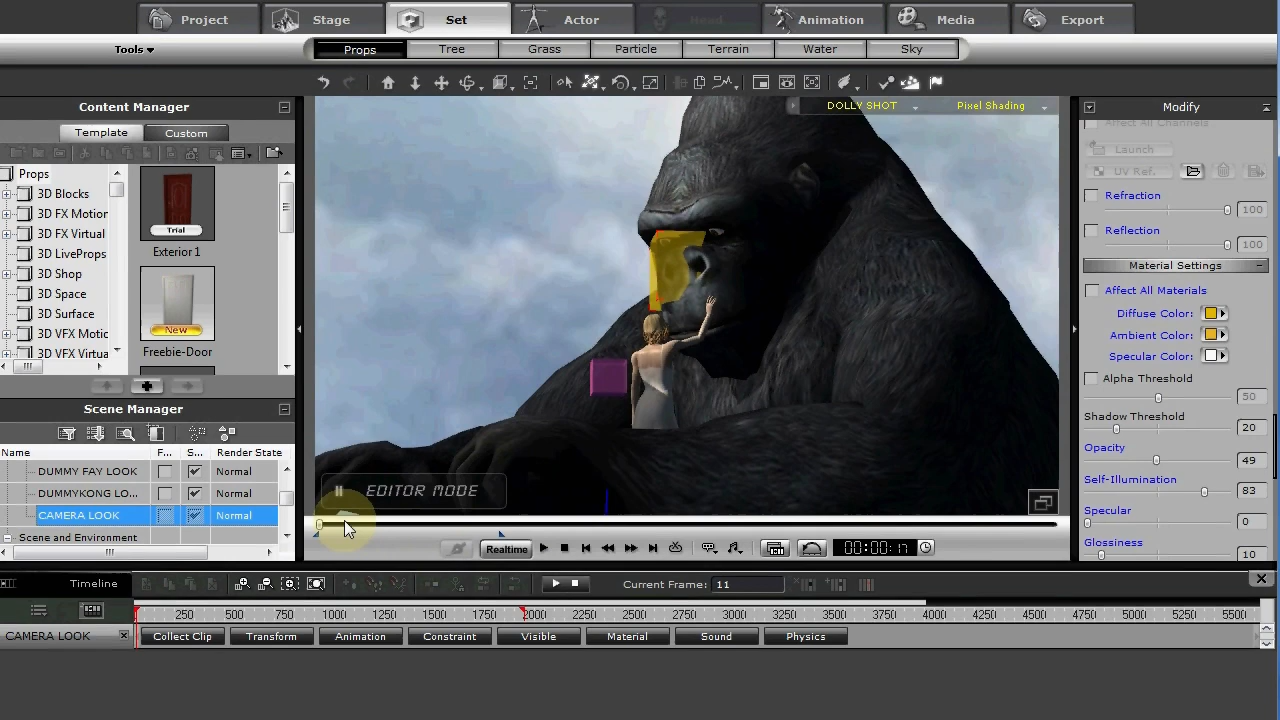 Project Stage Set Actor Head Animation Media Export
Tools Props Tree Grass Particle Terrain Water Sky
Content Manager
Template Custom
Props
3D Blocks
3D FX Motion
3D FX Virtual
3D LiveProps
3D Shop
3D Space
3D Surface
3D VFX Motic
3D VFX Virtua
Trial
Exterior 1
New
Freebie-Door
Scene Manager
Name F... S... Render State
DUMMY FAY LOOK Normal
DUMMYKONG LO... Normal
CAMERA LOOK Normal
Scene and Environment
DOLLY SHOT Pixel Shading
EDITOR MODE
Realtime 00:00:17
Modify
Affect All Channels
Launch
UV Ref.
Refraction
100
Reflection
100
Material Settings
Affect All Materials
Diffuse Color:
Ambient Color:
Specular Color:
Alpha Threshold
50
Shadow Threshold
20
Opacity
49
Self-Illumination
83
Specular
0
Glossiness
10
Timeline Current Frame: 11
250 500 750 1000 1250 1500 1750 2000 2250 2500 2750 3000 3250 3500 3750 4000 4250 4500 4750 5000 5250 5500
CAMERA LOOK Collect Clip Transform Animation Constraint Visible Material Sound Physics